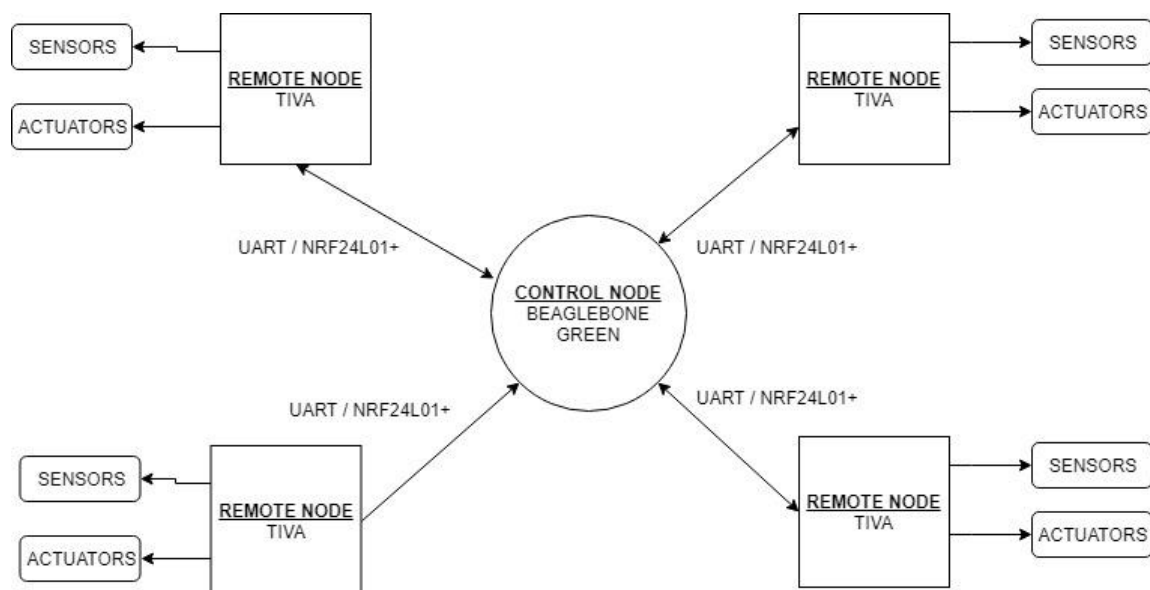 SENSORS
ACTUATORS
REMOTE NODE
TIVA
REMOTE NODE
TIVA
SENSORS
ACTUATORS
UART / NRF24L01+
UART / NRF24L01+
CONTROL NODE
BEAGLEBONE
GREEN
UART / NRF24L01+
UART / NRF24L01+
SENSORS
ACTUATORS
REMOTE NODE
TIVA
REMOTE NODE
TIVA
SENSORS
ACTUATORS